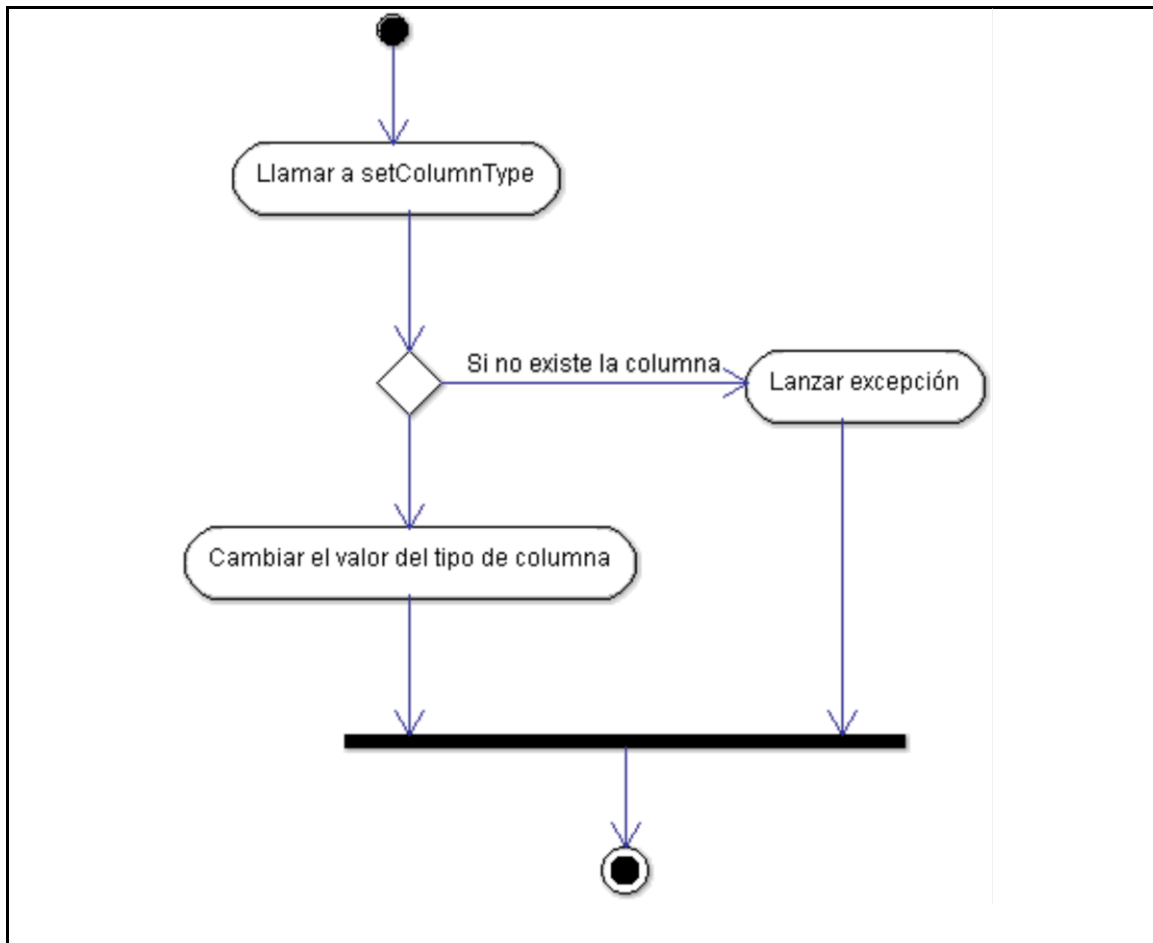 Llamar a setColumnType
Si no existe la columna
Lanzar excepción
Cambiar el valor del tipo de columna